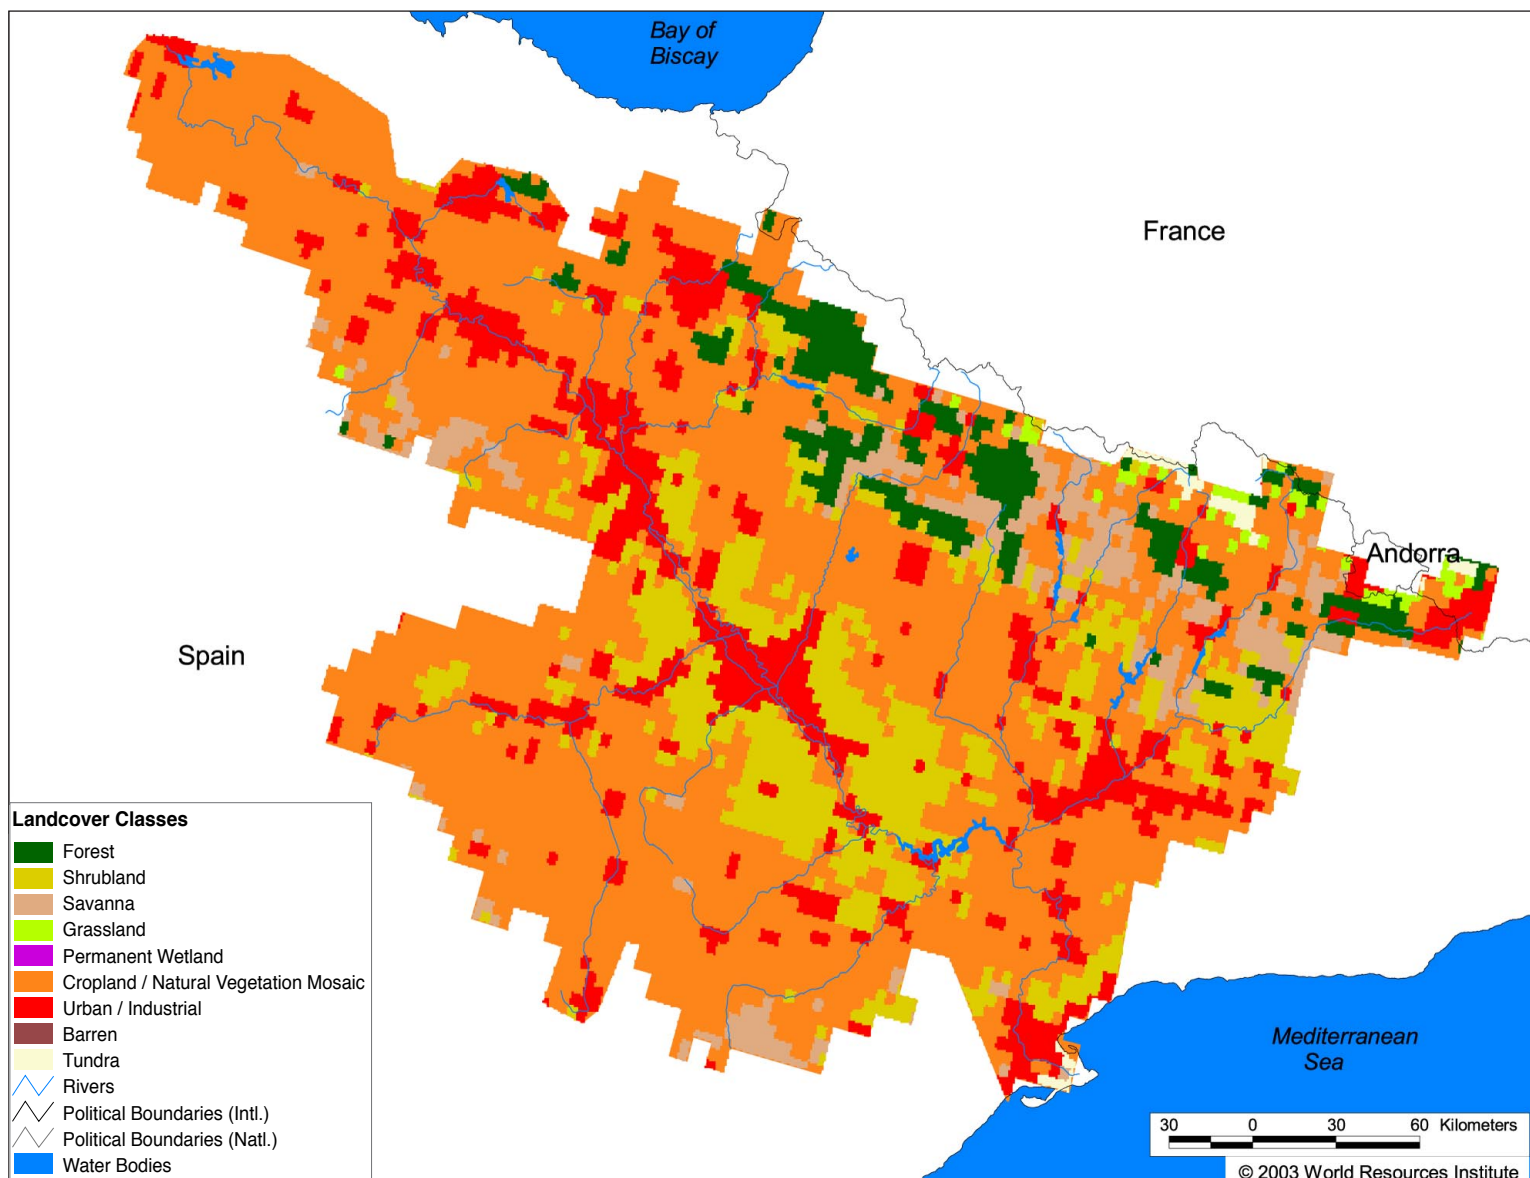 Bay of
Biscay
France
Andorra
Spain
Landcover Classes
Forest
Shrubland
Savanna
Grassland
Permanent Wetland
Cropland / Natural Vegetation Mosaic
Urban / Industrial
Barren
Tundra
Rivers
Political Boundaries (Intl.)
Political Boundaries (Natl.)
Water Bodies
Mediterranean
Sea
30 0 30 60 Kilometers
© 2003 World Resources Institute